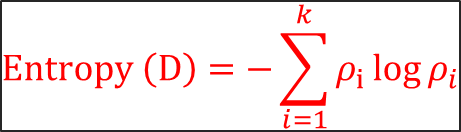 Entropy (D) = − ∑_{i=1}^{k} ρ_i log ρ_i